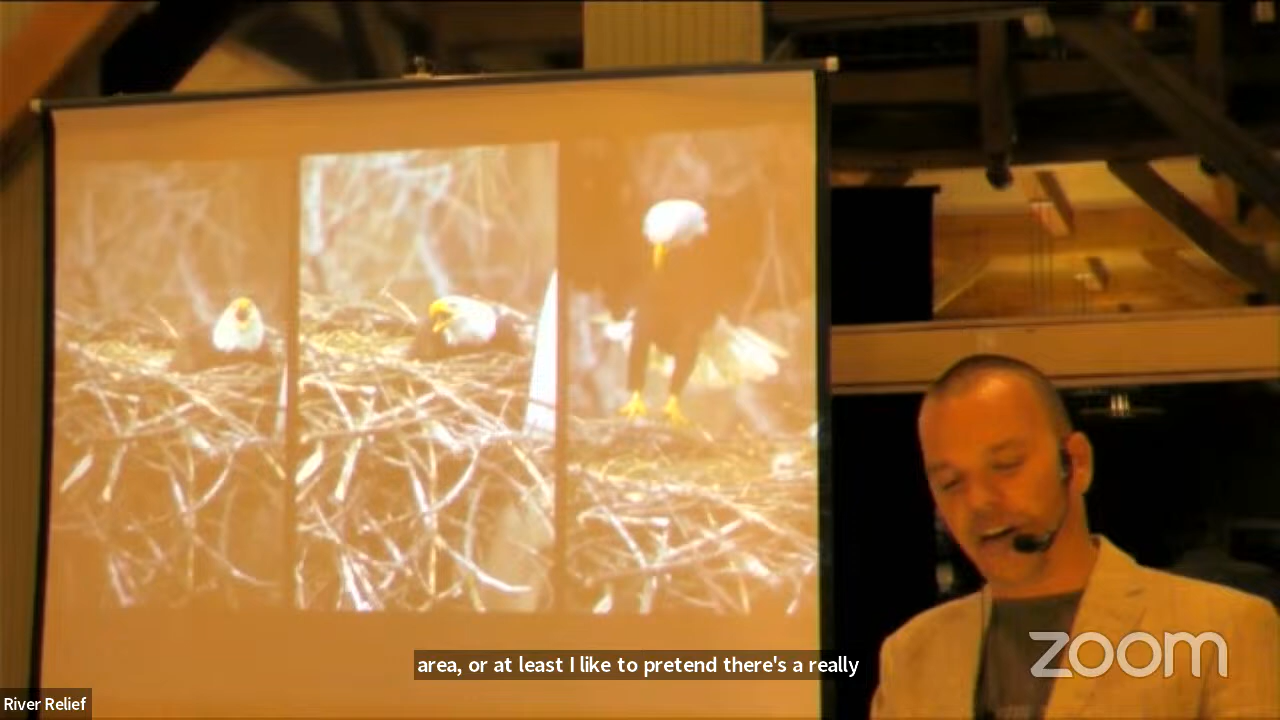 area, or at least I like to pretend there's a really
zoom
River Relief